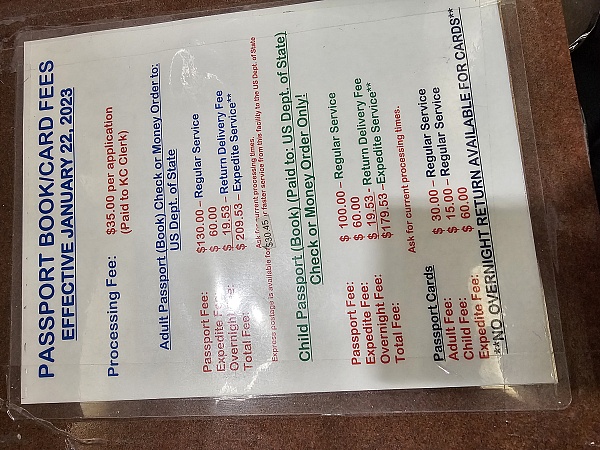 PASSPORT BOOK/CARD FEES
EFFECTIVE JANUARY 22, 2023
Processing Fee: $35.00 per application
(Paid to KC Clerk)
Adult Passport (Book) Check or Money Order to:
US Dept. of State
Passport Fee: $130.00 – Regular Service
Expedite Fee: $ 60.00
Overnight Fee: $ 19.53 - Return Delivery Fee
Total Fee: $ 209.53 – Expedite Service**
Ask for current processing times.
Express postage is available for $30.45 or faster service from this facility to the US Dept. of State
Child Passport (Book) (Paid to: US Dept. of State)
Check or Money Order Only!
Passport Fee: $ 100.00 – Regular Service
Expedite Fee: $ 60.00
Overnight Fee: $ 19.53 - Return Delivery Fee
Total Fee: $179.53 –Expedite Service**
Ask for current processing times.
Passport Cards
Adult Fee: $ 30.00 – Regular Service
Child Fee: $ 15.00 – Regular Service
Expedite Fee: $ 60.00
**NO OVERNIGHT RETURN AVAILABLE FOR CARDS**